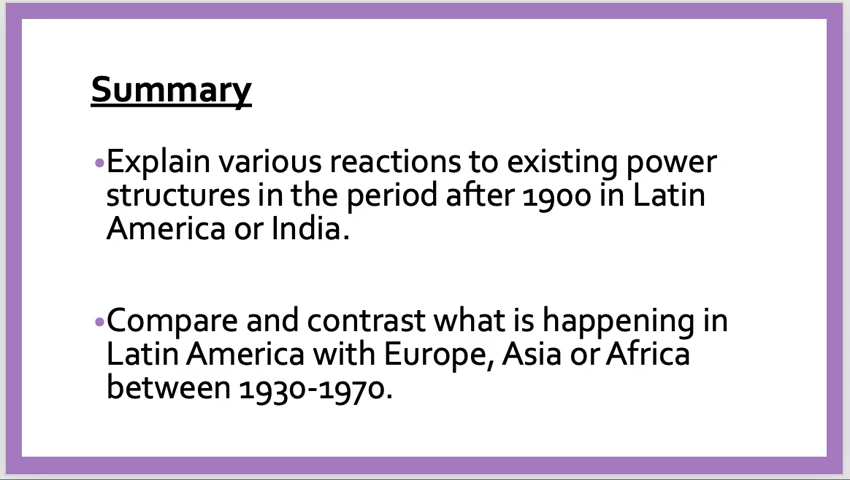 Summary
•Explain various reactions to existing power
structures in the period after 1900 in Latin
America or India.
•Compare and contrast what is happening in
Latin America with Europe, Asia or Africa
between 1930-1970.